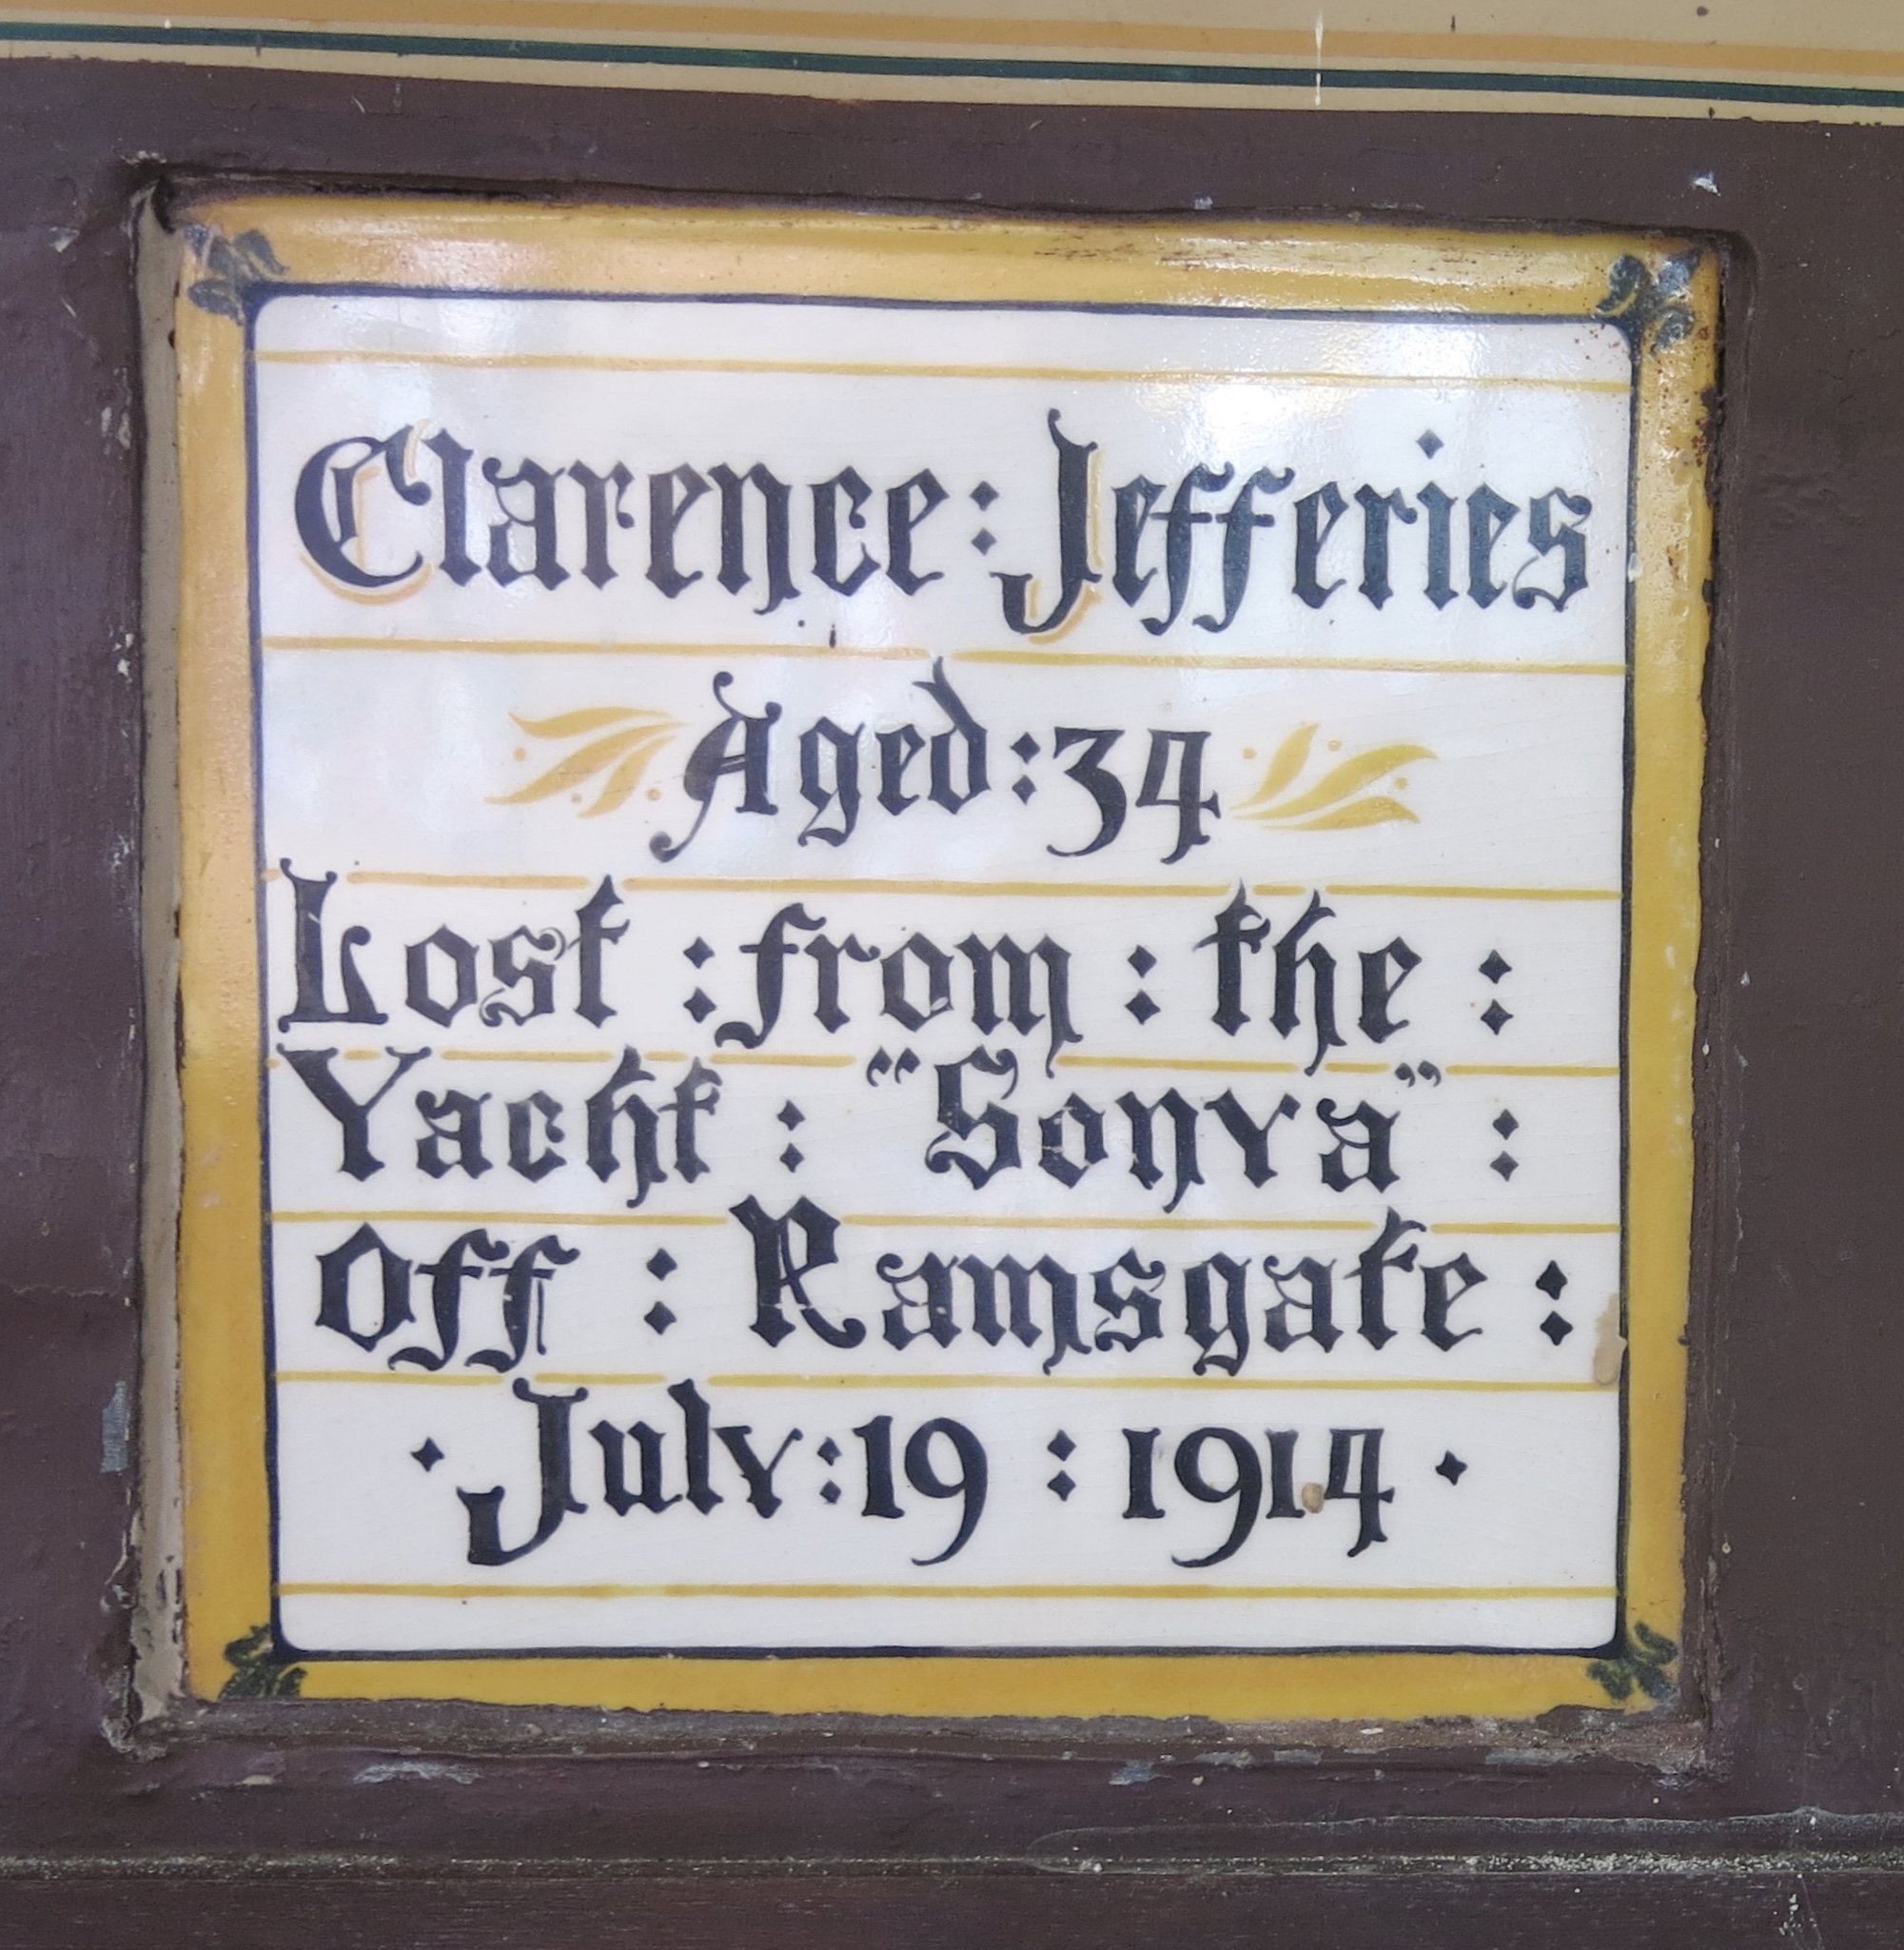 Clarence : Jefferies
Aged : 34
Lost : from : the :
Yacht : "Sonya" :
Off : Ramsgate :
· July : 19 : 1914 ·